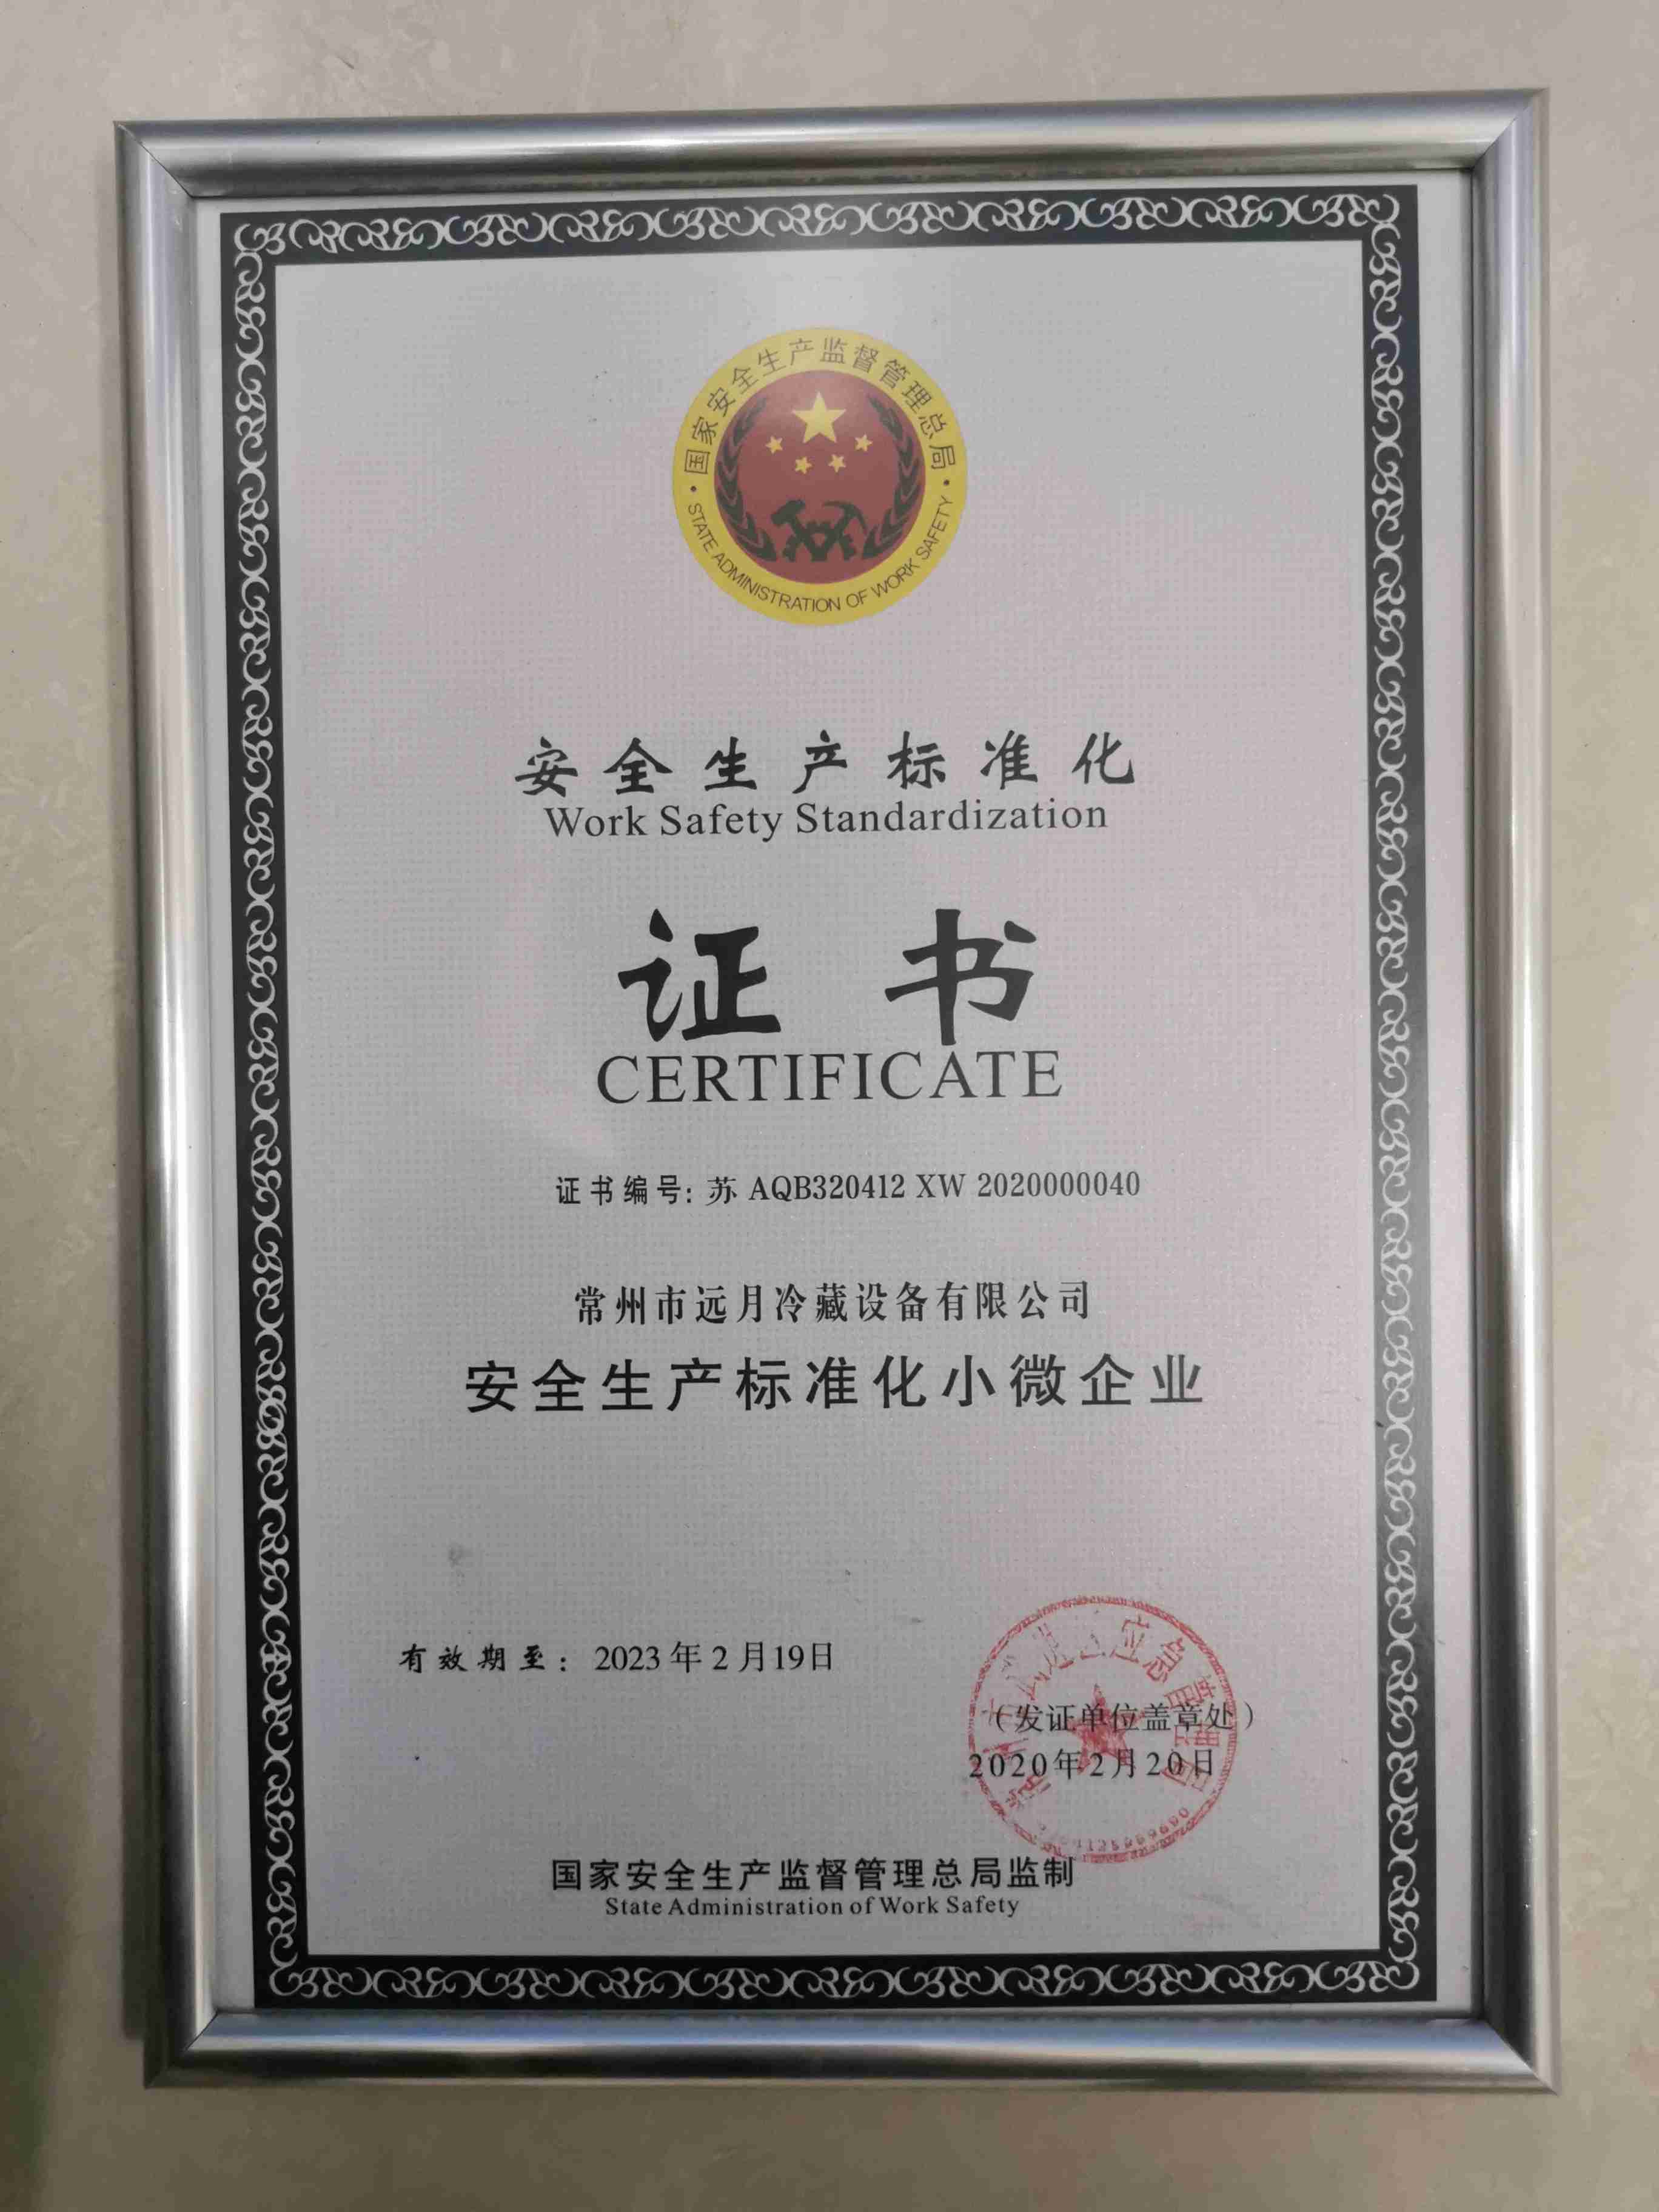 国家安全生产监督管理总局
STATE ADMINISTRATION OF WORK SAFETY
安全生产标准化
Work Safety Standardization
证书
CERTIFICATE
证书编号: 苏 AQB320412 XW 2020000040
常州市远月冷藏设备有限公司
安全生产标准化小微企业
有效期至: 2023年2月19日
应急管理局
(发证单位盖章处)
2020年2月20日
国家安全生产监督管理总局监制
State Administration of Work Safety